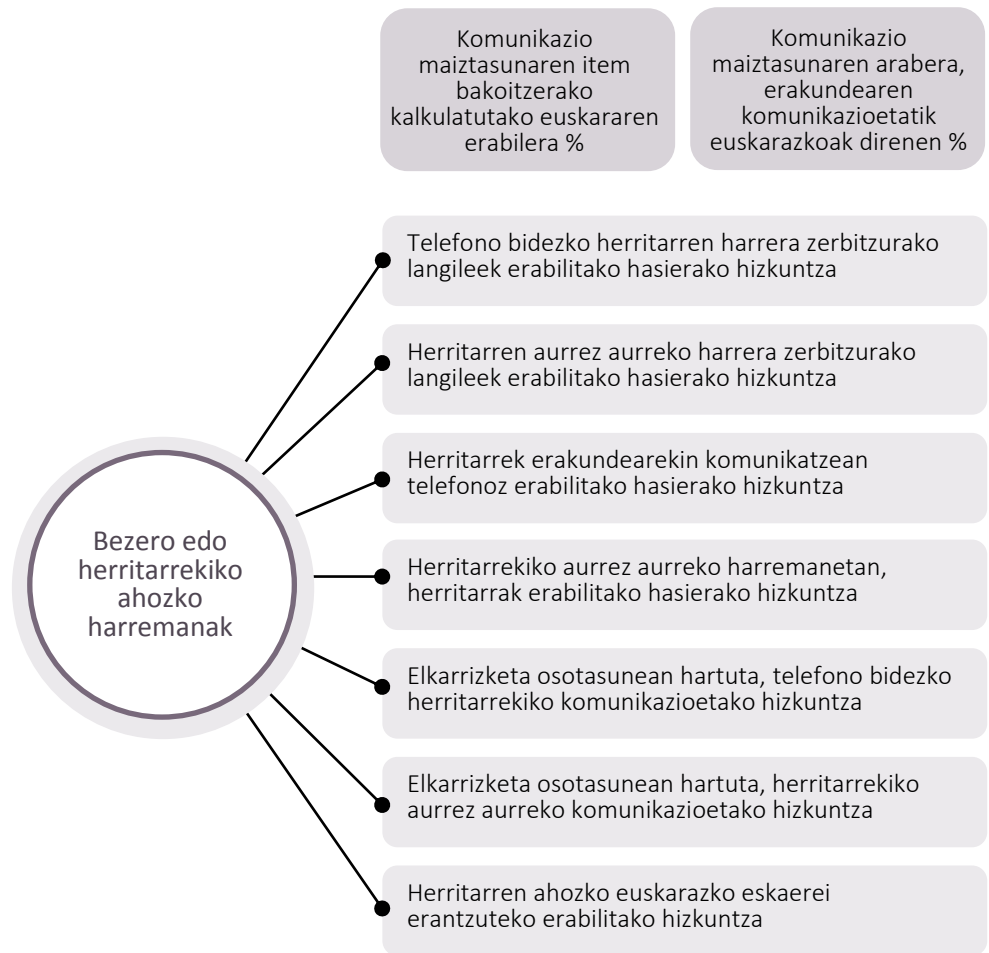 Komunikazio
maiztasunaren item
bakoitzerako
kalkulatutako euskararen
erabilera %
Komunikazio
maiztasunaren arabera,
erakundearen
komunikazioetatik
euskarazkoak direnen %
Telefono bidezko herritarren harrera zerbitzurako
langileek erabilitako hasierako hizkuntza
Herritarren aurrez aurreko harrera zerbitzurako
langileek erabilitako hasierako hizkuntza
Herritarrek erakundearekin komunikatzean
telefonoz erabilitako hasierako hizkuntza
Bezero edo
herritarrekiko
ahozko
harremanak
Herritarrekiko aurrez aurreko harremanetan,
herritarrak erabilitako hasierako hizkuntza
Elkarrizketa osotasunean hartuta, telefono bidezko
herritarrekiko komunikazioetako hizkuntza
Elkarrizketa osotasunean hartuta, herritarrekiko
aurrez aurreko komunikazioetako hizkuntza
Herritarren ahozko euskarazko eskaerei
erantzuteko erabilitako hizkuntza